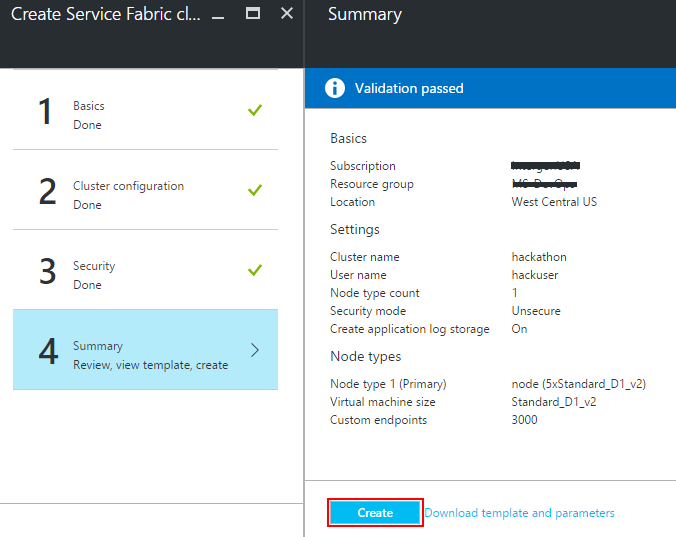 Create Service Fabric cl...
1
Basics
Done
2
Cluster configuration
Done
3
Security
Done
4
Summary
Review, view template, create
Summary
Validation passed
Basics
Subscription
Resource group
Location West Central US
Settings
Cluster name hackathon
User name hackuser
Node type count 1
Security mode Unsecure
Create application log storage On
Node types
Node type 1 (Primary) node (5xStandard_D1_v2)
Virtual machine size Standard_D1_v2
Custom endpoints 3000
Create Download template and parameters